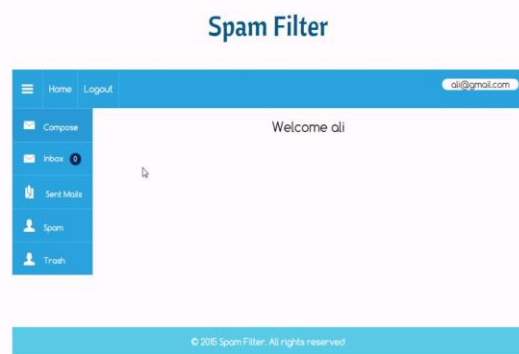 Spam Filter
Home Logout
ali@gmail.com
Compose
Welcome ali
Inbox 0
Sent Mails
Spam
Trash
© 2015 Spam Filter. All rights reserved